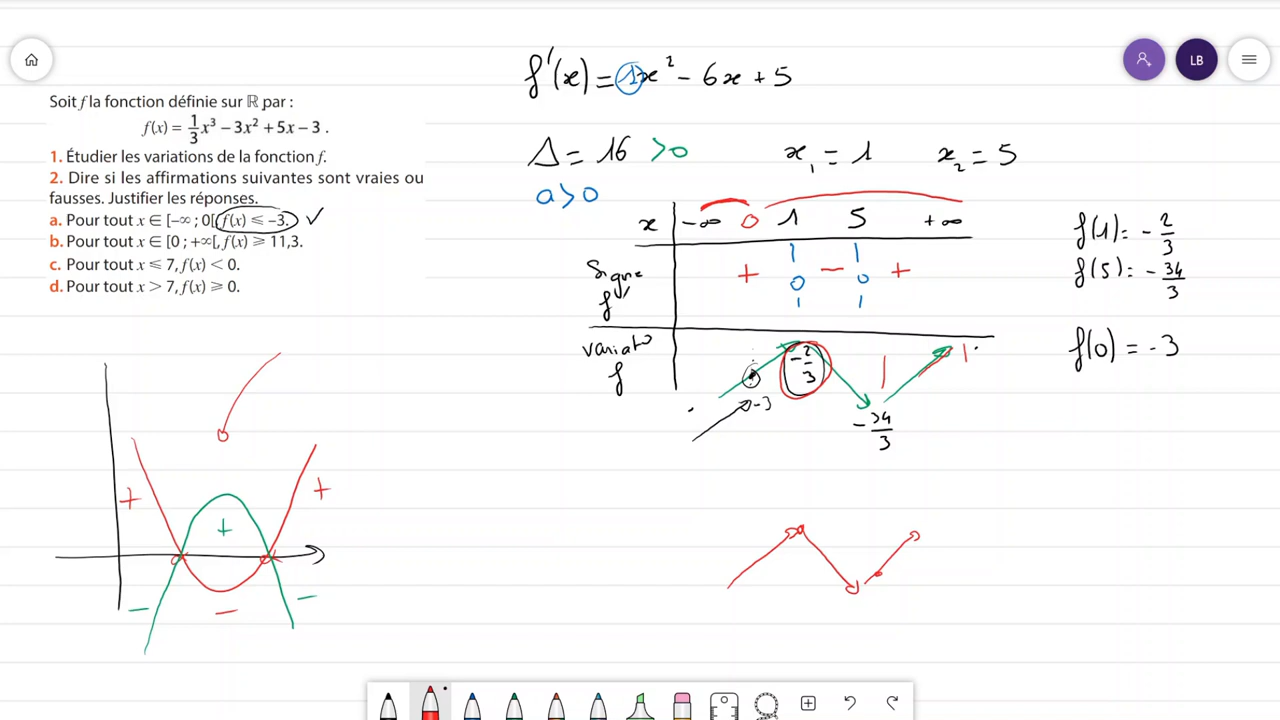 LB
Soit f la fonction définie sur ℝ par :
f(x) = 1/3 x³ − 3x² + 5x − 3 .
1. Étudier les variations de la fonction f.
2. Dire si les affirmations suivantes sont vraies ou
fausses. Justifier les réponses.
a. Pour tout x ∈ [−∞ ; 0[, f(x) ⩽ −3. ✓
b. Pour tout x ∈ [0 ; +∞[, f(x) ⩾ 11,3.
c. Pour tout x ⩽ 7, f(x) < 0.
d. Pour tout x > 7, f(x) ⩾ 0.
f'(x) = 1x² − 6x + 5
Δ = 16 >0 x₁ = 1 x₂ = 5
a>0
x −∞ 0 1 5 +∞
Signe + 0 − 0 +
f'
variat°
f
−2/3
−3
−34/3
f(1) = −2/3
f(5) = −34/3
f(0) = −3
+ + +
− − −